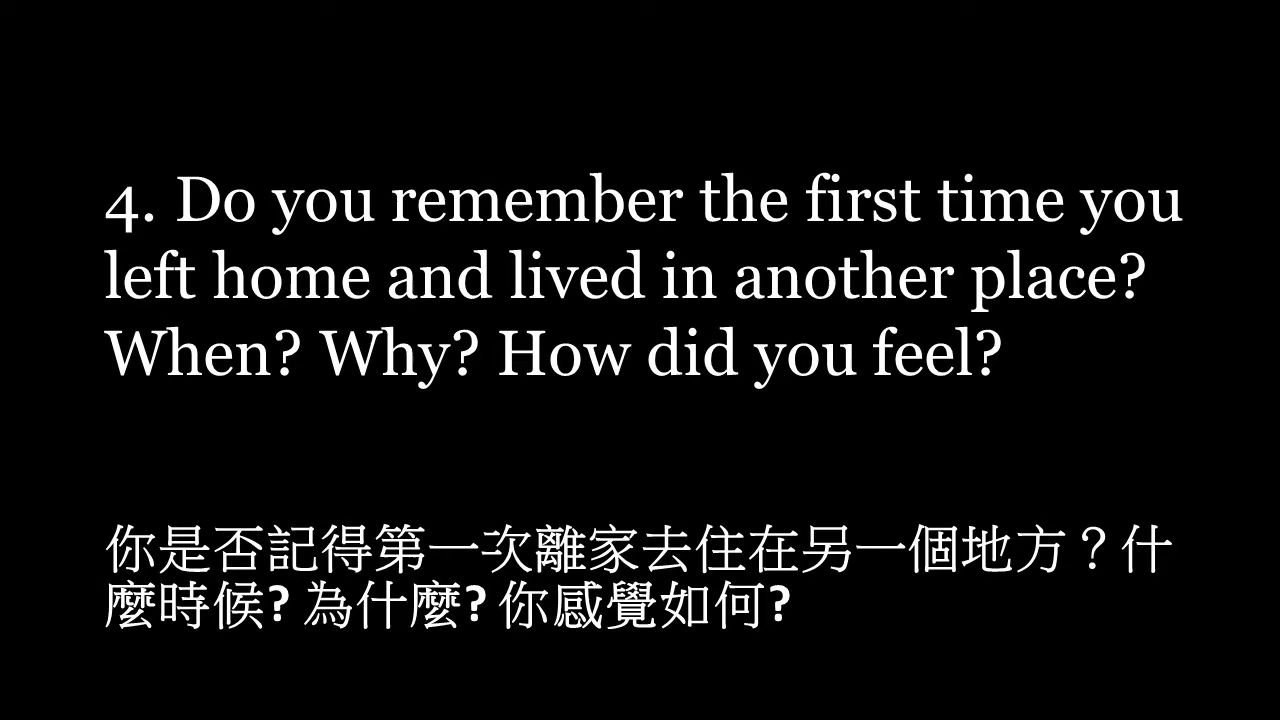 4. Do you remember the first time you
left home and lived in another place?
When? Why? How did you feel?
你是否記得第一次離家去住在另一個地方？什
麼時候? 為什麼? 你感覺如何?